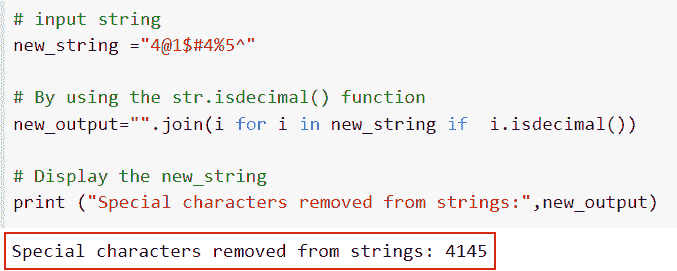 # input string
new_string ="4@1$#4%5^"
# By using the str.isdecimal() function
new_output="".join(i for i in new_string if  i.isdecimal())
# Display the new_string
print ("Special characters removed from strings:",new_output)
Special characters removed from strings: 4145